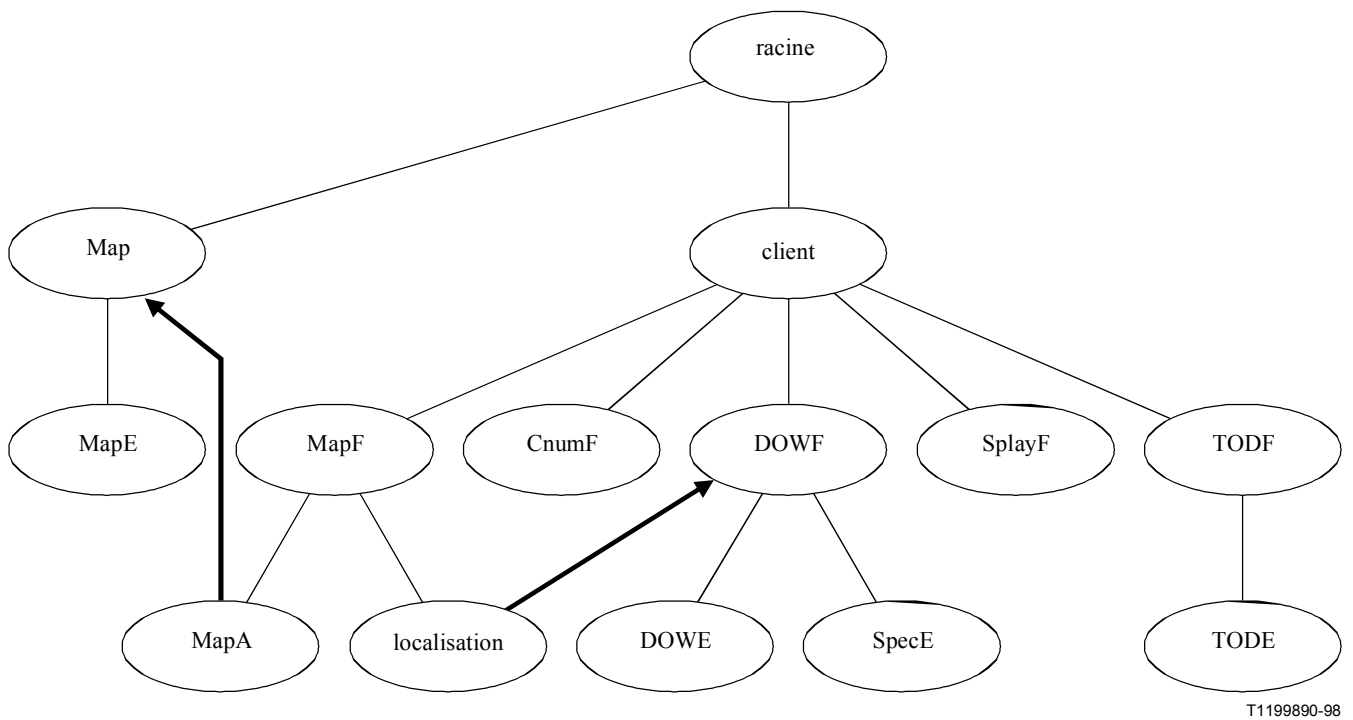 racine
Map
client
MapE
MapF
CnumF
DOWF
SplayF
TODF
MapA
localisation
DOWE
SpecE
TODE
T1199890-98